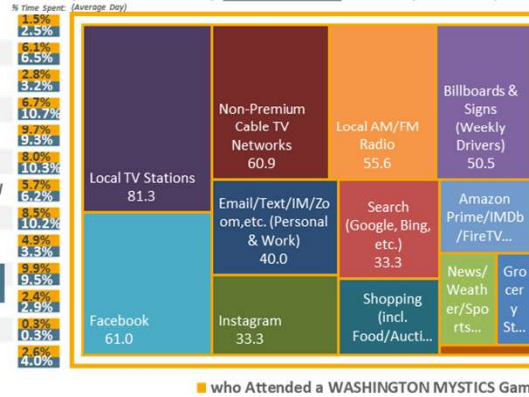 % Time Spent: (Average Day)
1.5%
2.5%
6.1%
6.5%
2.8%
3.2%
6.7%
10.7%
9.7%
9.3%
8.0%
10.3%
5.7%
6.2%
8.5%
10.2%
4.9%
3.3%
9.9%
9.5%
2.4%
2.9%
0.3%
0.3%
2.6%
4.0%
Local TV Stations
81.3
Facebook
61.0
Non-Premium
Cable TV
Networks
60.9
Local AM/FM
Radio
55.6
Billboards &
Signs
(Weekly
Drivers)
50.5
Email/Text/IM/Zo
om,etc. (Personal
& Work)
40.0
Search
(Google, Bing,
etc.)
33.3
Amazon
Prime/IMDb
/FireTV...
Instagram
33.3
Shopping
(incl.
Food/Aucti...
News/
Weath
er/Spo
rts...
Gro
cer
y
St...
who Attended a WASHINGTON MYSTICS Gam